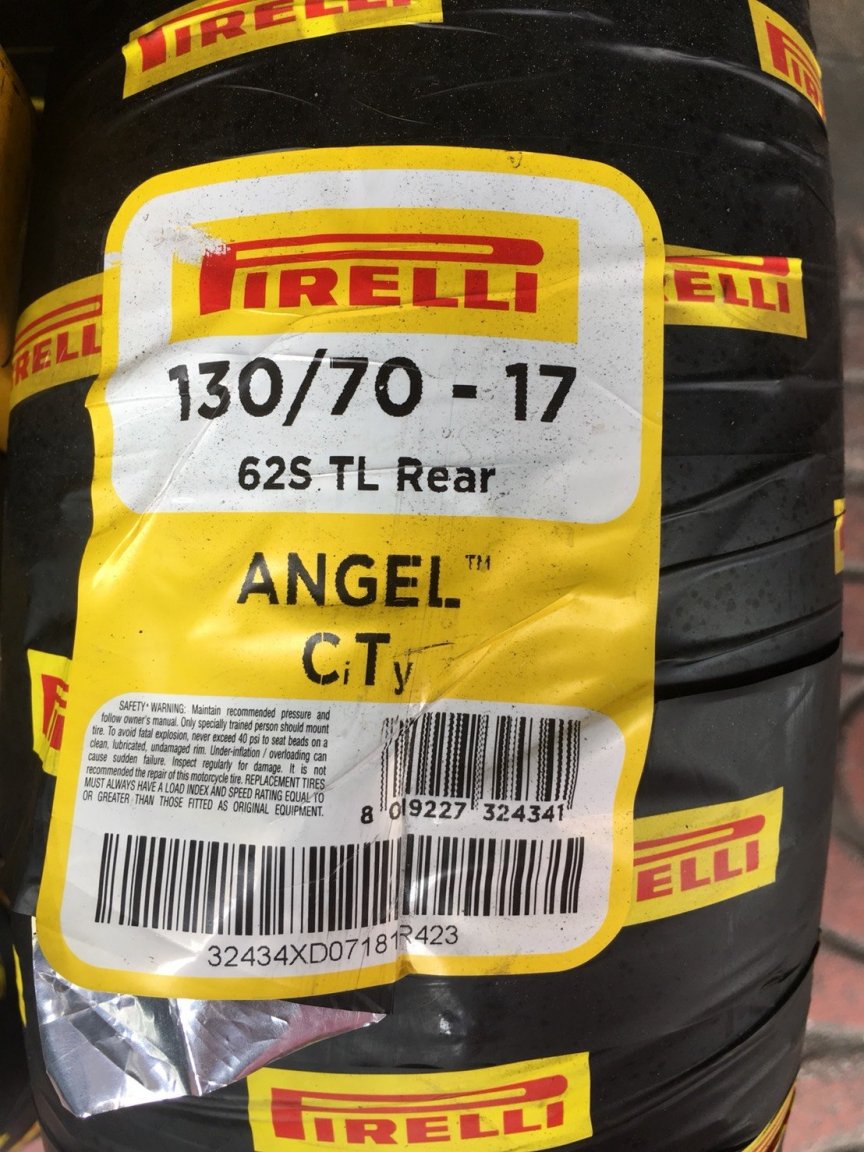 PIRELLI
PIRELLI
130/70 - 17
62S TL Rear
ANGEL™
CiTy
SAFETY WARNING: Maintain recommended pressure and
follow owner's manual. Only specially trained person should mount
tire. To avoid fatal explosion, never exceed 40 psi to seat beads on a
clean, lubricated, undamaged rim. Under-inflation / overloading can
cause sudden failure. Inspect regularly for damage. It is not
recommended the repair of this motorcycle tire. REPLACEMENT TIRES
MUST ALWAYS HAVE A LOAD INDEX AND SPEED RATING EQUAL TO
OR GREATER THAN THOSE FITTED AS ORIGINAL EQUIPMENT.
8 019227 324341
32434XD07181R423
RELLI
ELLI
ELLI
PIRELLI